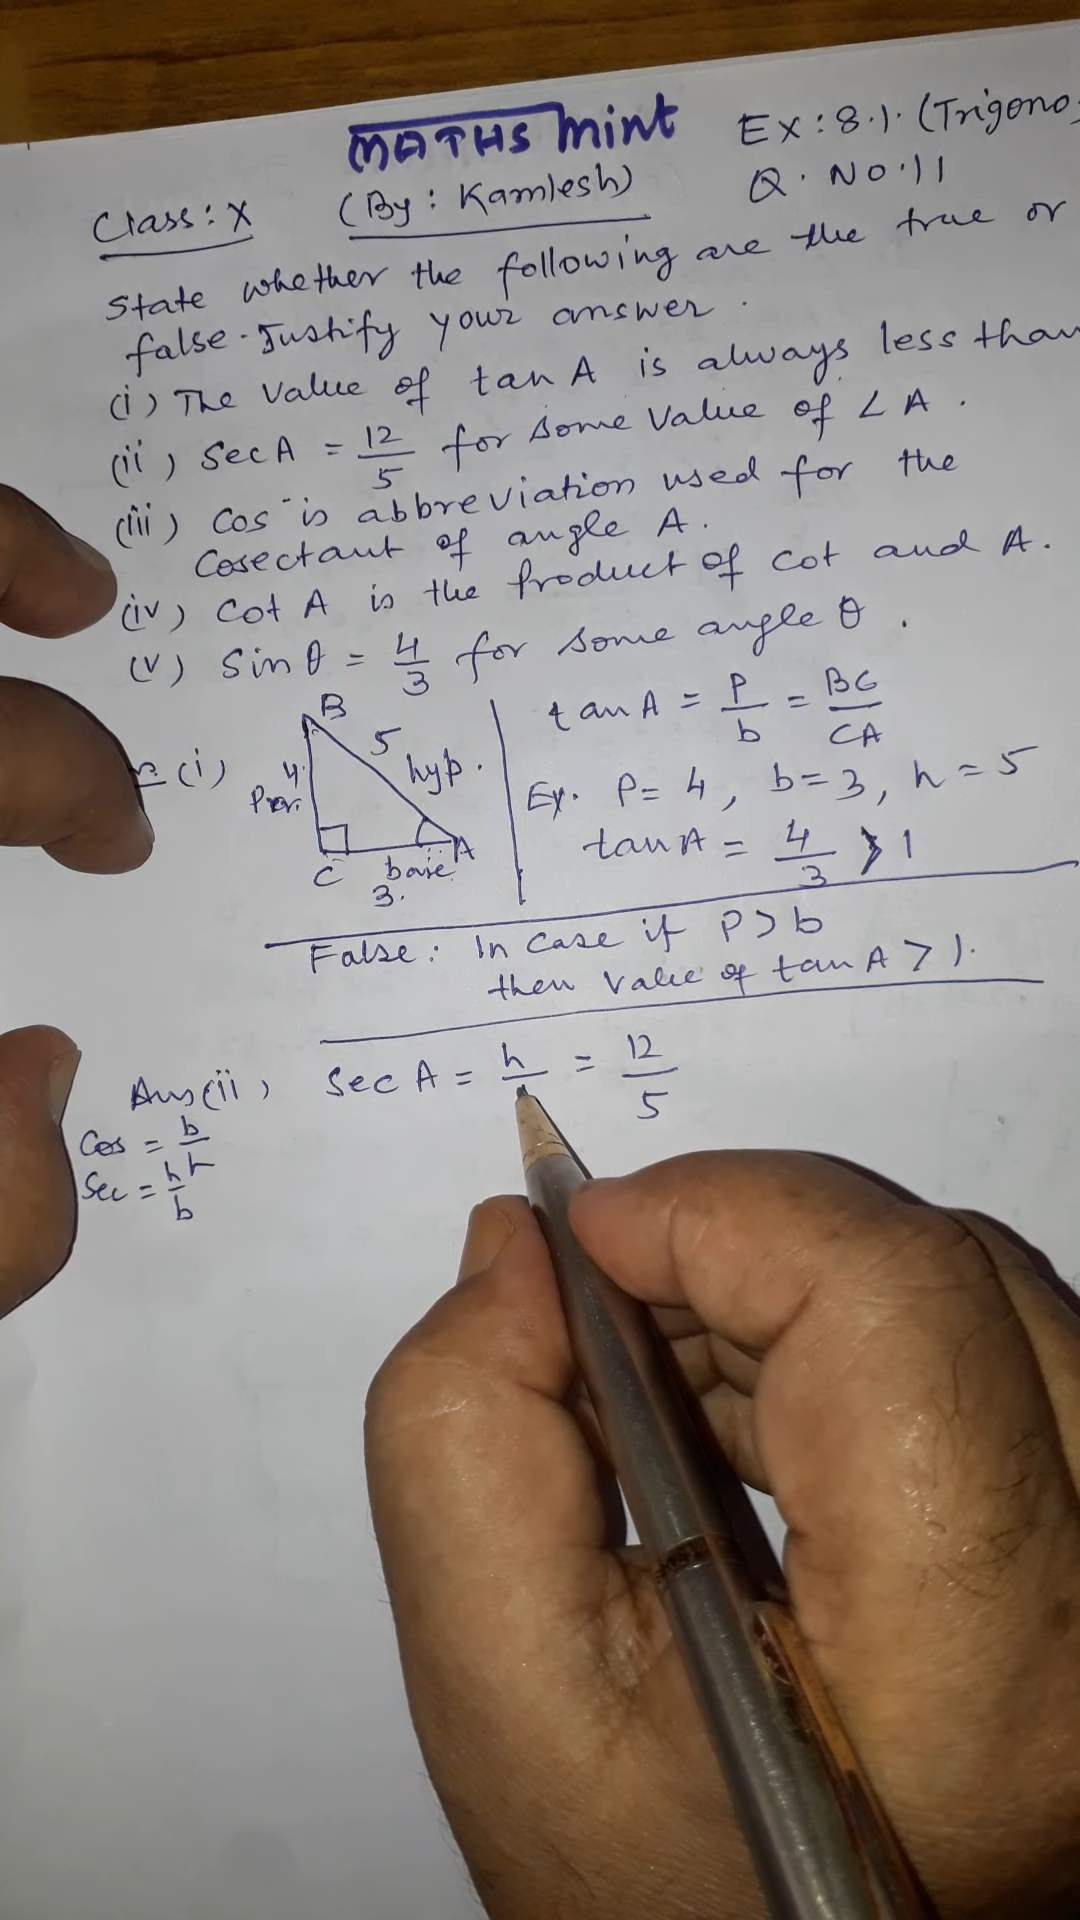 MATHS mint
Ex: 8.1. (Trigono
Class: X
(By: Kamlesh)
Q. No. 11
State whether the following are the true or
false. Justify your answer.
(i) The value of tan A is always less than
(ii) Sec A = 12/5 for some value of ∠A.
(iii) Cos is abbreviation used for the
Cosectant of angle A.
(iv) Cot A is the product of cot and A.
(v) Sin θ = 4/3 for some angle θ.
(i)
B
5
hyp.
4
C
base
A
3.
tan A = P/b = BC/CA
Ex. P = 4, b = 3, h = 5
tan A = 4/3 > 1
False: In case if P > b
then value of tan A > 1.
Ans (ii) Sec A = h/ = 12/5
Cos = b/h
Sec = h/b